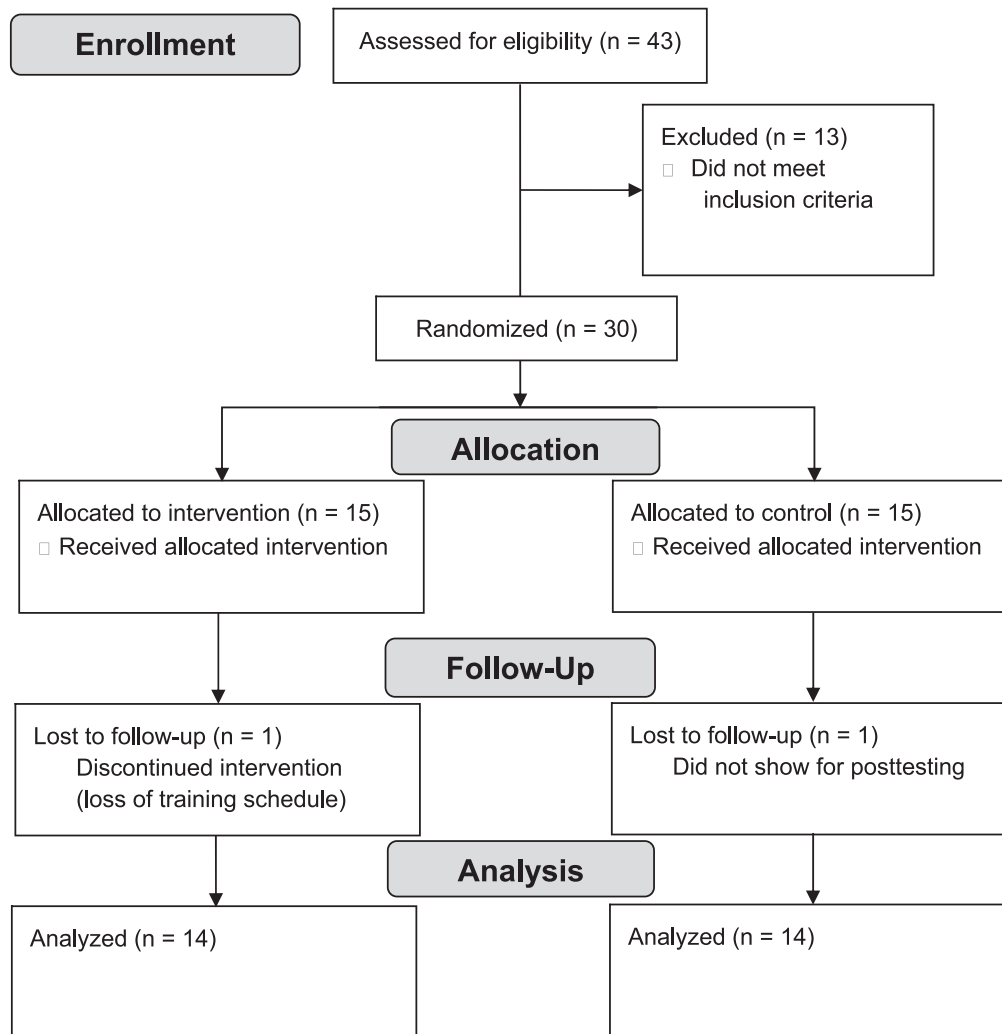 Enrollment
Assessed for eligibility (n = 43)
Excluded (n = 13)
Did not meet
inclusion criteria
Randomized (n = 30)
Allocation
Allocated to intervention (n = 15)
Received allocated intervention
Allocated to control (n = 15)
Received allocated intervention
Follow-Up
Lost to follow-up (n = 1)
Discontinued intervention
(loss of training schedule)
Lost to follow-up (n = 1)
Did not show for posttesting
Analysis
Analyzed (n = 14)
Analyzed (n = 14)